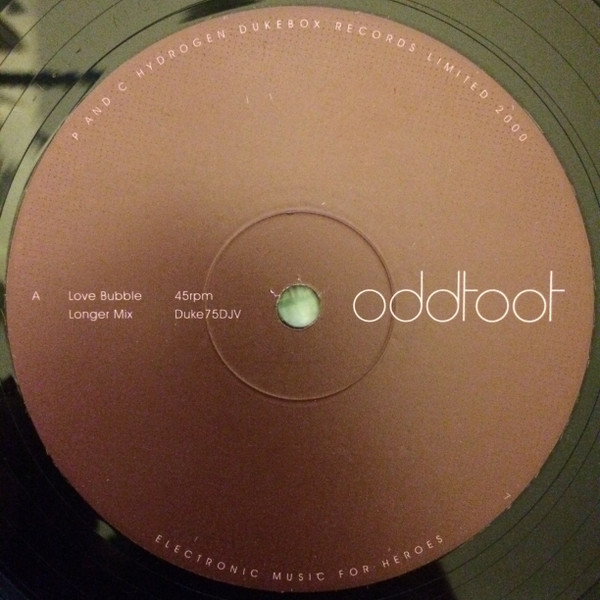 P AND C HYDROGEN DUKEBOX RECORDS LIMITED 2000
A
Love Bubble
Longer Mix
45rpm
Duke75DJV
oddtoot
ELECTRONIC MUSIC FOR HEROES